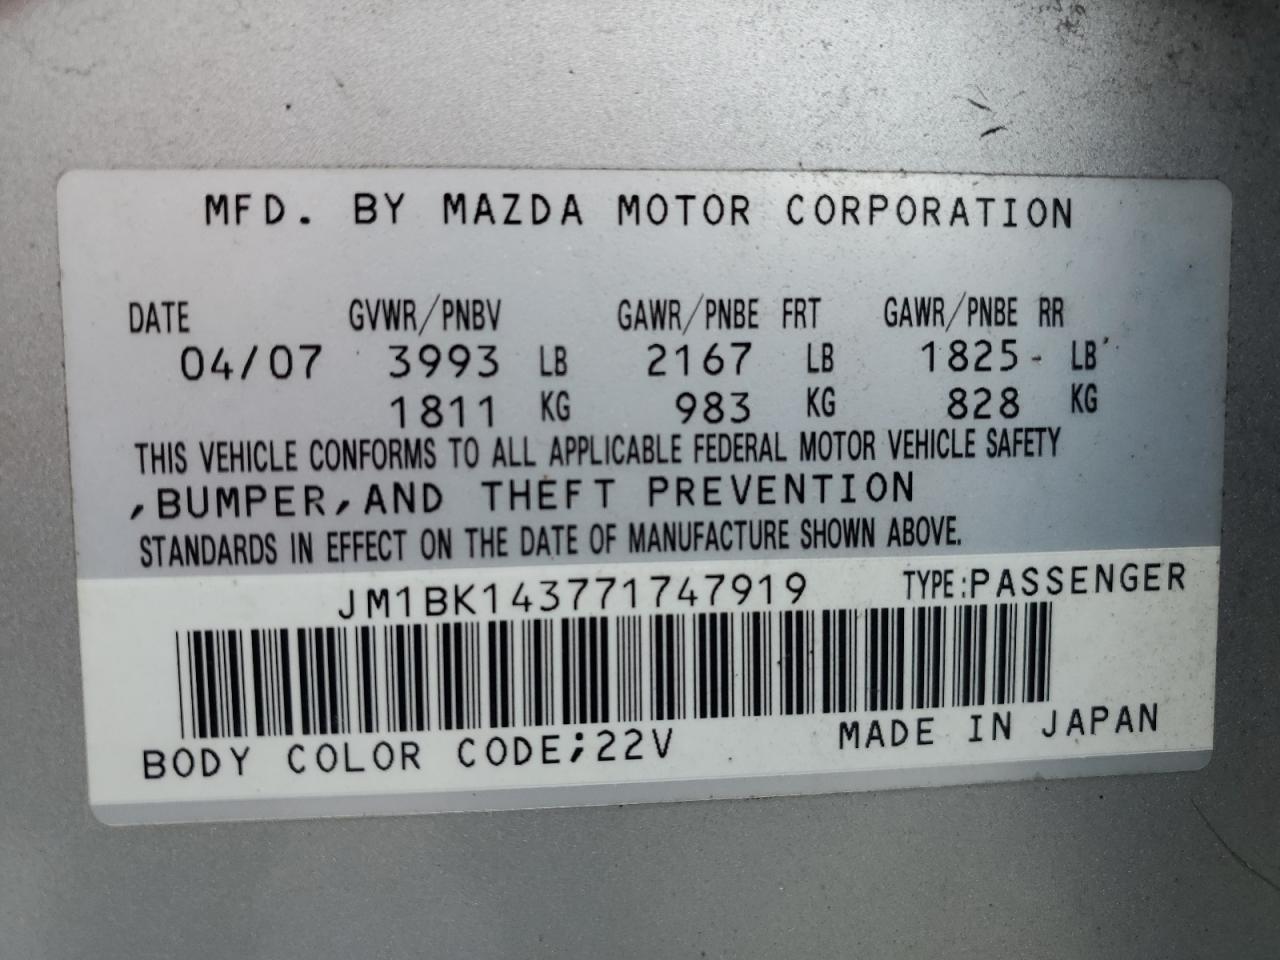 MFD. BY MAZDA MOTOR CORPORATION
DATE GVWR/PNBV GAWR/PNBE FRT GAWR/PNBE RR
04/07 3993 LB 2167 LB 1825 LB
1811 KG 983 KG 828 KG
THIS VEHICLE CONFORMS TO ALL APPLICABLE FEDERAL MOTOR VEHICLE SAFETY
,BUMPER,AND THEFT PREVENTION
STANDARDS IN EFFECT ON THE DATE OF MANUFACTURE SHOWN ABOVE.
JM1BK143771747919 TYPE:PASSENGER
BODY COLOR CODE;22V MADE IN JAPAN